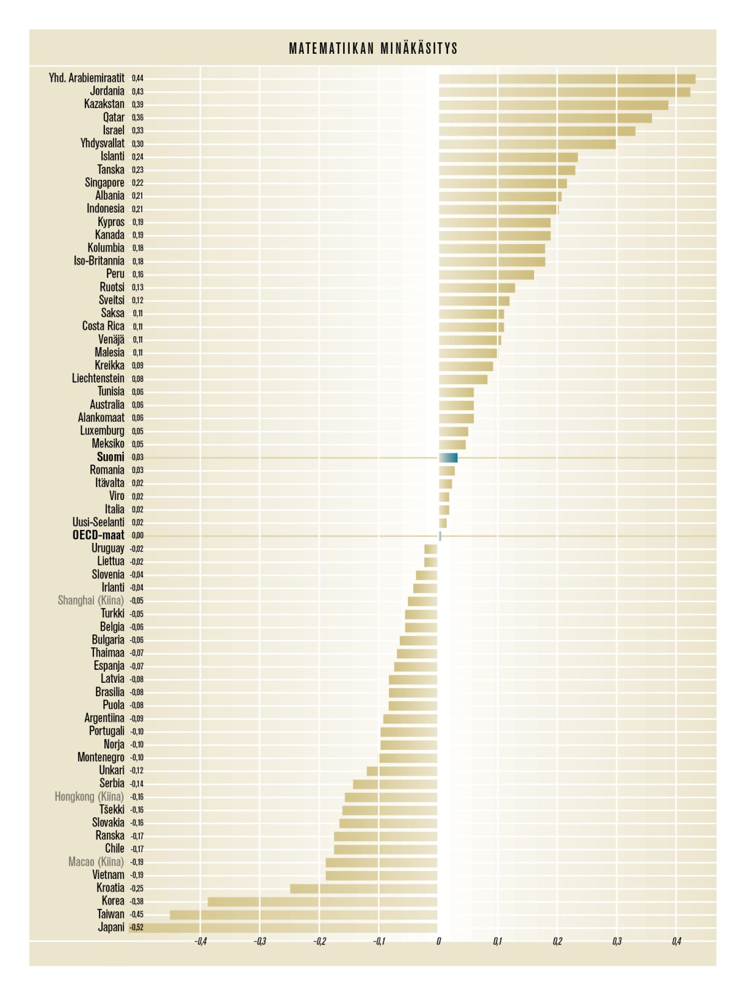 MATEMATIIKAN MINÄKÄSITYS
Yhd. Arabiemiraatit 0,44
Jordania 0,43
Kazakstan 0,39
Qatar 0,36
Israel 0,33
Yhdysvallat 0,30
Islanti 0,24
Tanska 0,23
Singapore 0,22
Albania 0,21
Indonesia 0,21
Kypros 0,19
Kanada 0,19
Kolumbia 0,18
Iso-Britannia 0,18
Peru 0,16
Ruotsi 0,13
Sveitsi 0,12
Saksa 0,11
Costa Rica 0,11
Venäjä 0,11
Malesia 0,11
Kreikka 0,09
Liechtenstein 0,08
Tunisia 0,06
Australia 0,06
Alankomaat 0,06
Luxemburg 0,05
Meksiko 0,05
Suomi 0,03
Romania 0,03
Itävalta 0,02
Viro 0,02
Italia 0,02
Uusi-Seelanti 0,02
OECD-maat 0,00
Uruguay -0,02
Liettua -0,02
Slovenia -0,04
Irlanti -0,04
Shanghai (Kiina) -0,05
Turkki -0,05
Belgia -0,06
Bulgaria -0,06
Thaimaa -0,07
Espanja -0,07
Latvia -0,08
Brasilia -0,08
Puola -0,08
Argentiina -0,09
Portugali -0,10
Norja -0,10
Montenegro -0,10
Unkari -0,12
Serbia -0,14
Hongkong (Kiina) -0,16
Tšekki -0,16
Slovakia -0,16
Ranska -0,17
Chile -0,17
Macao (Kiina) -0,19
Vietnam -0,19
Kroatia -0,25
Korea -0,38
Taiwan -0,45
Japani -0,52
−0,4 −0,3 −0,2 −0,1 0 0,1 0,2 0,3 0,4